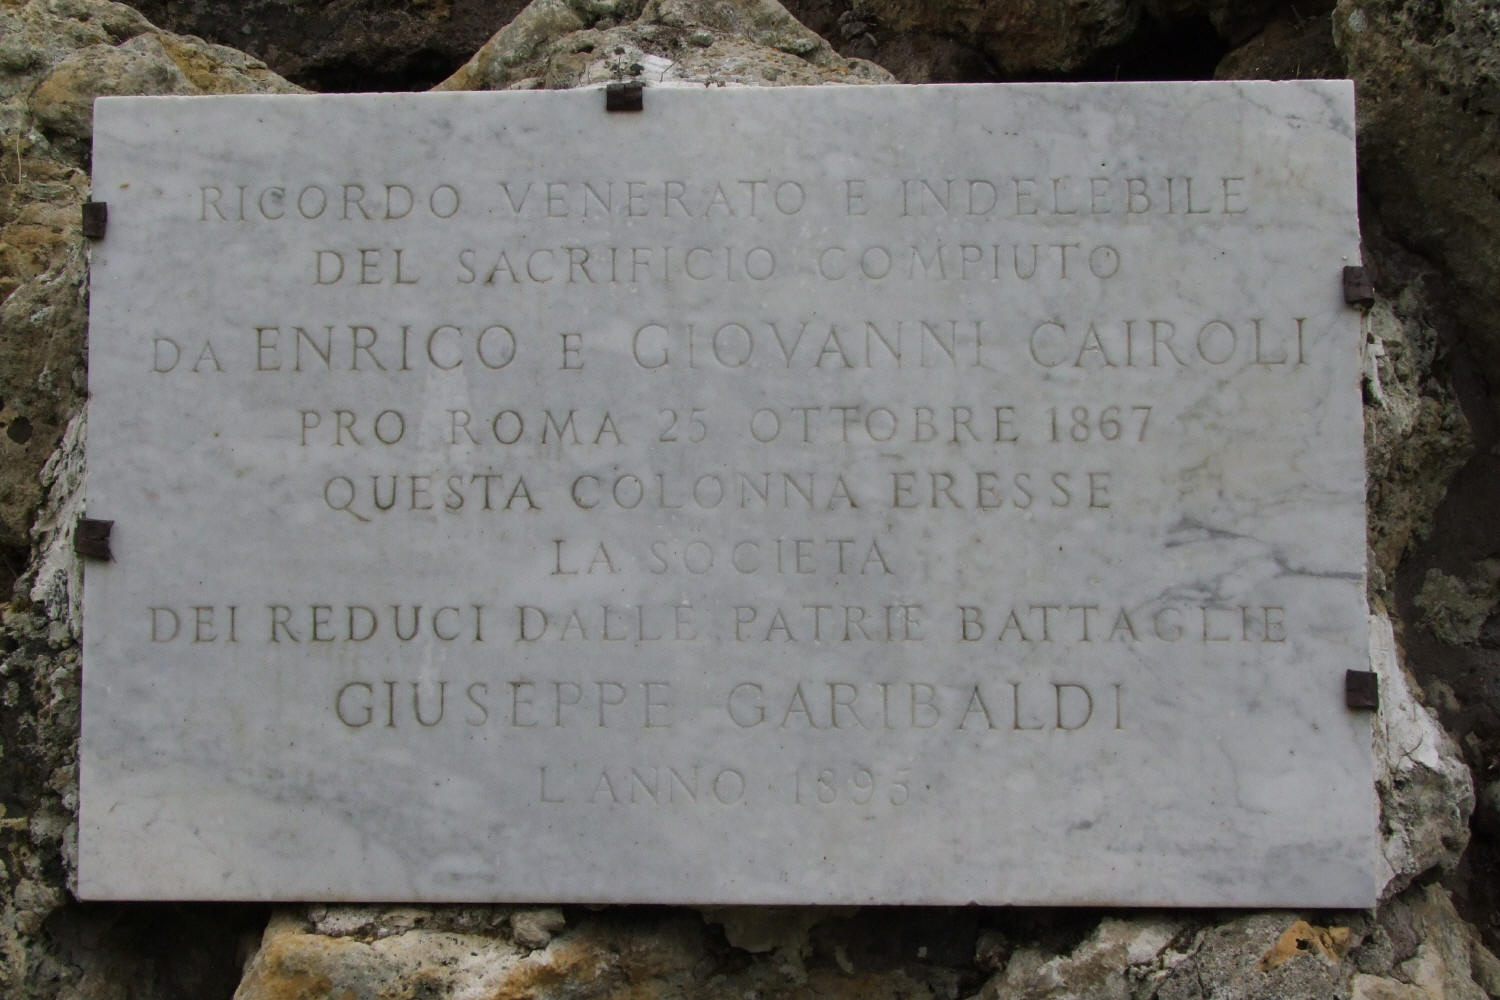 RICORDO VENERATO E INDELEBILE
DEL SACRIFICIO COMPIUTO
DA ENRICO E GIOVANNI CAIROLI
PRO ROMA 25 OTTOBRE 1867
QUESTA COLONNA ERESSE
LA SOCIETA
DEI REDUCI DALLE PATRIE BATTAGLIE
GIUSEPPE GARIBALDI
L'ANNO 1895